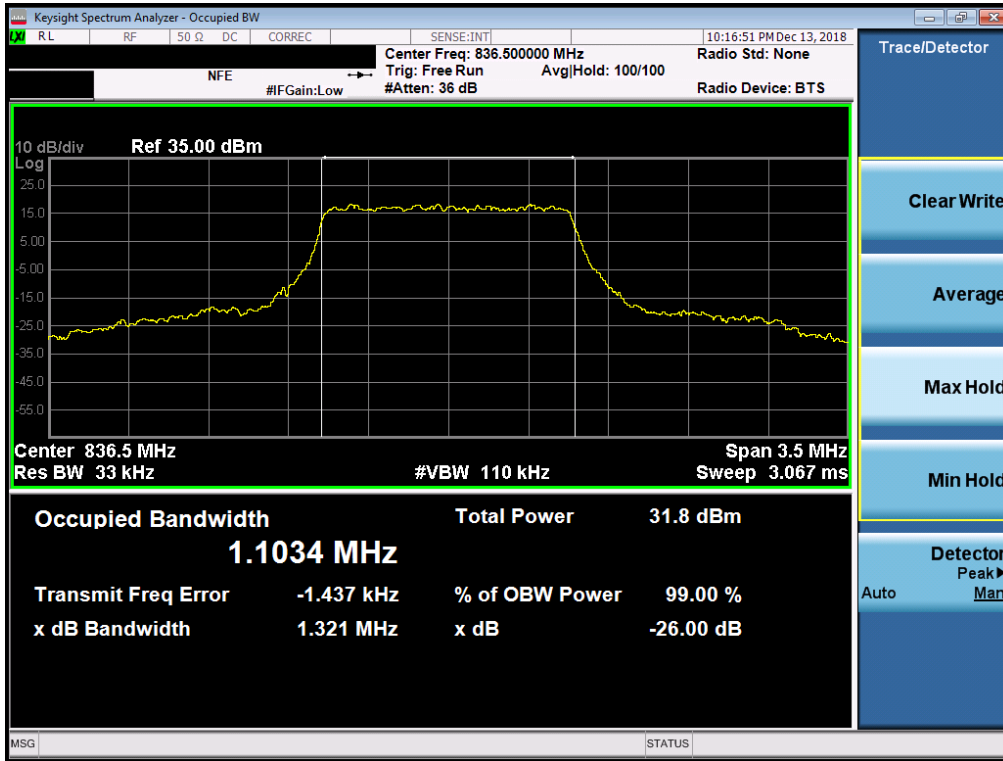 Keysight Spectrum Analyzer - Occupied BW
LXI RL RF 50 Ω DC CORREC SENSE:INT 10:16:51 PM Dec 13, 2018
Center Freq: 836.500000 MHz Radio Std: None
NFE Trig: Free Run Avg|Hold: 100/100
#IFGain:Low #Atten: 36 dB Radio Device: BTS
10 dB/div Ref 35.00 dBm
Log
25.0
15.0
5.00
-5.00
-15.0
-25.0
-35.0
-45.0
-55.0
Center 836.5 MHz Span 3.5 MHz
Res BW 33 kHz #VBW 110 kHz Sweep 3.067 ms
Occupied Bandwidth Total Power 31.8 dBm
1.1034 MHz
Transmit Freq Error -1.437 kHz % of OBW Power 99.00 %
x dB Bandwidth 1.321 MHz x dB -26.00 dB
MSG STATUS
Trace/Detector
Clear Write
Average
Max Hold
Min Hold
Detector
Peak▶
Auto Man